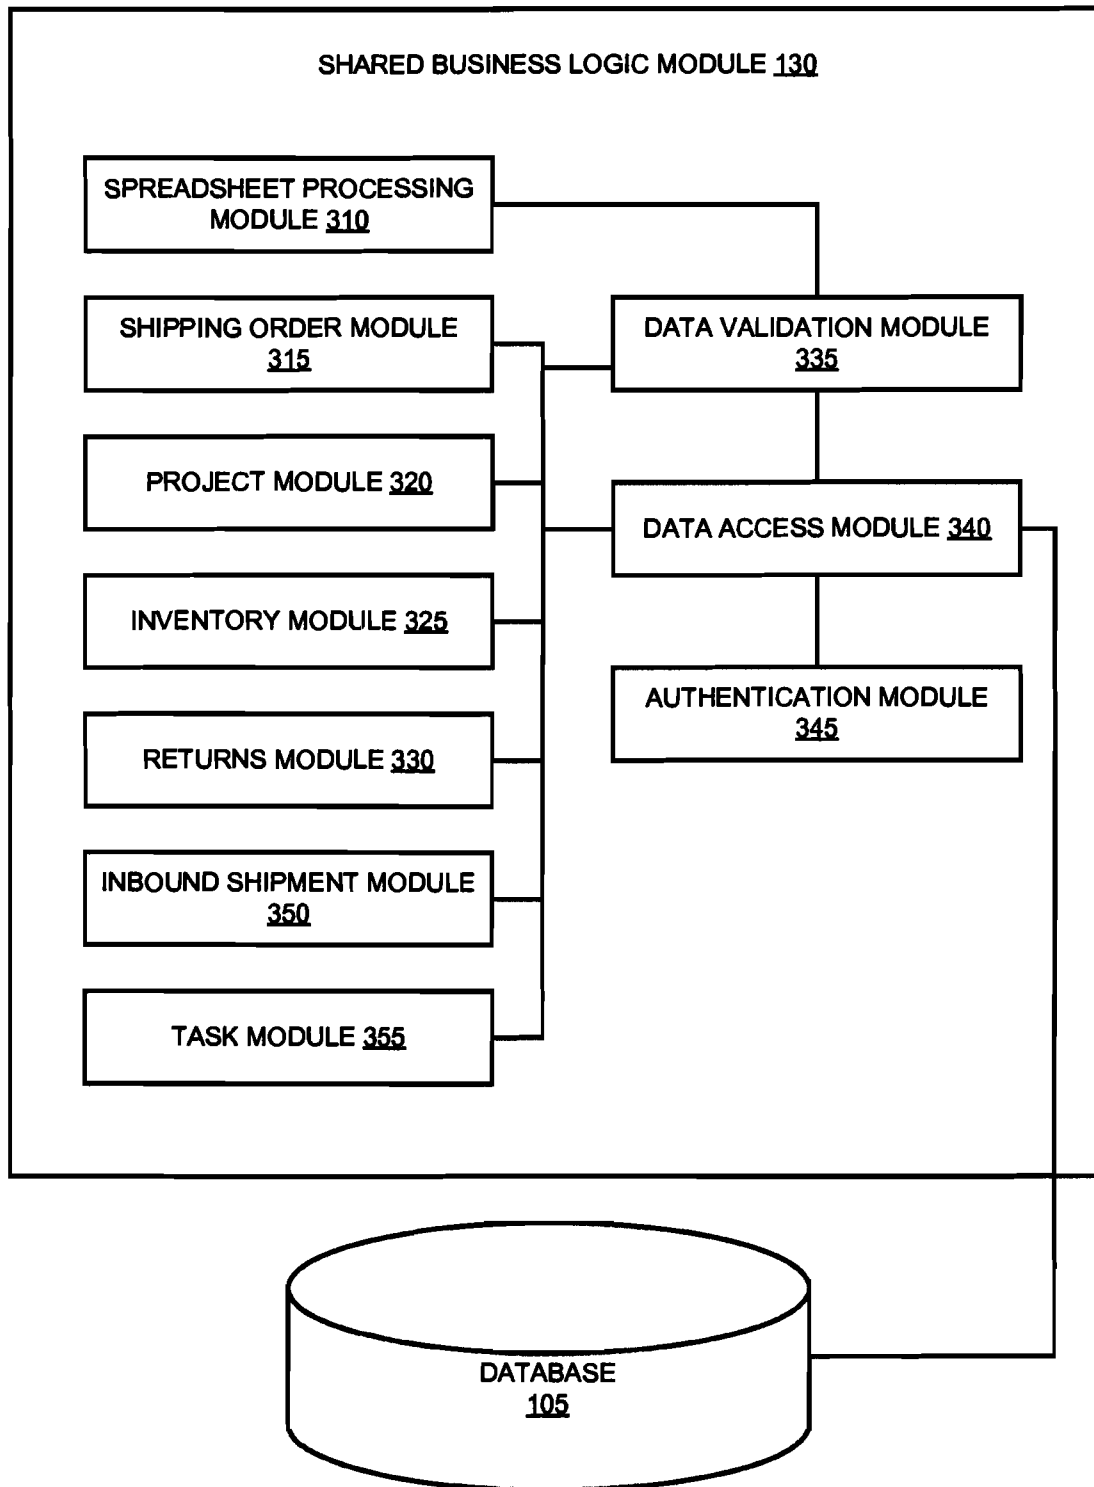 SHARED BUSINESS LOGIC MODULE 130
SPREADSHEET PROCESSING
MODULE 310
SHIPPING ORDER MODULE
315
PROJECT MODULE 320
INVENTORY MODULE 325
RETURNS MODULE 330
INBOUND SHIPMENT MODULE
350
TASK MODULE 355
DATA VALIDATION MODULE
335
DATA ACCESS MODULE 340
AUTHENTICATION MODULE
345
DATABASE
105